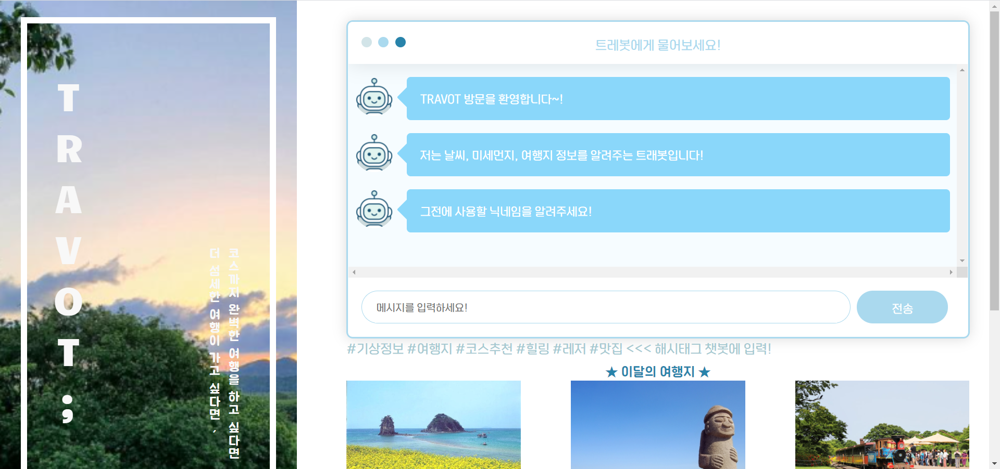 TRAVOT;
코스까지 완벽한 여행을 하고 싶다면
더 섬세한 여행이 가고 싶다면,
트레봇에게 물어보세요!
TRAVOT 방문을 환영합니다~!
저는 날씨, 미세먼지, 여행지 정보를 알려주는 트래봇입니다!
그전에 사용할 닉네임을 알려주세요!
메시지를 입력하세요!
전송
#기상정보 #여행지 #코스추천 #힐링 #레저 #맛집 <<< 해시태그 챗봇에 입력!
★ 이달의 여행지 ★